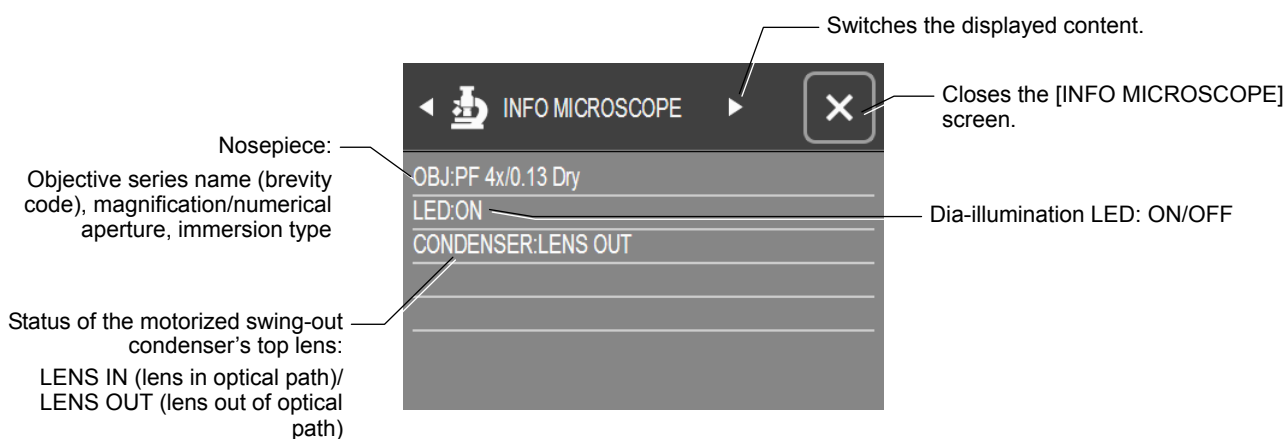 Switches the displayed content.
INFO MICROSCOPE
Closes the [INFO MICROSCOPE]
screen.
Nosepiece:
Objective series name (brevity
code), magnification/numerical
aperture, immersion type
OBJ:PF 4x/0.13 Dry
LED:ON
Dia-illumination LED: ON/OFF
CONDENSER:LENS OUT
Status of the motorized swing-out
condenser's top lens:
LENS IN (lens in optical path)/
LENS OUT (lens out of optical
path)